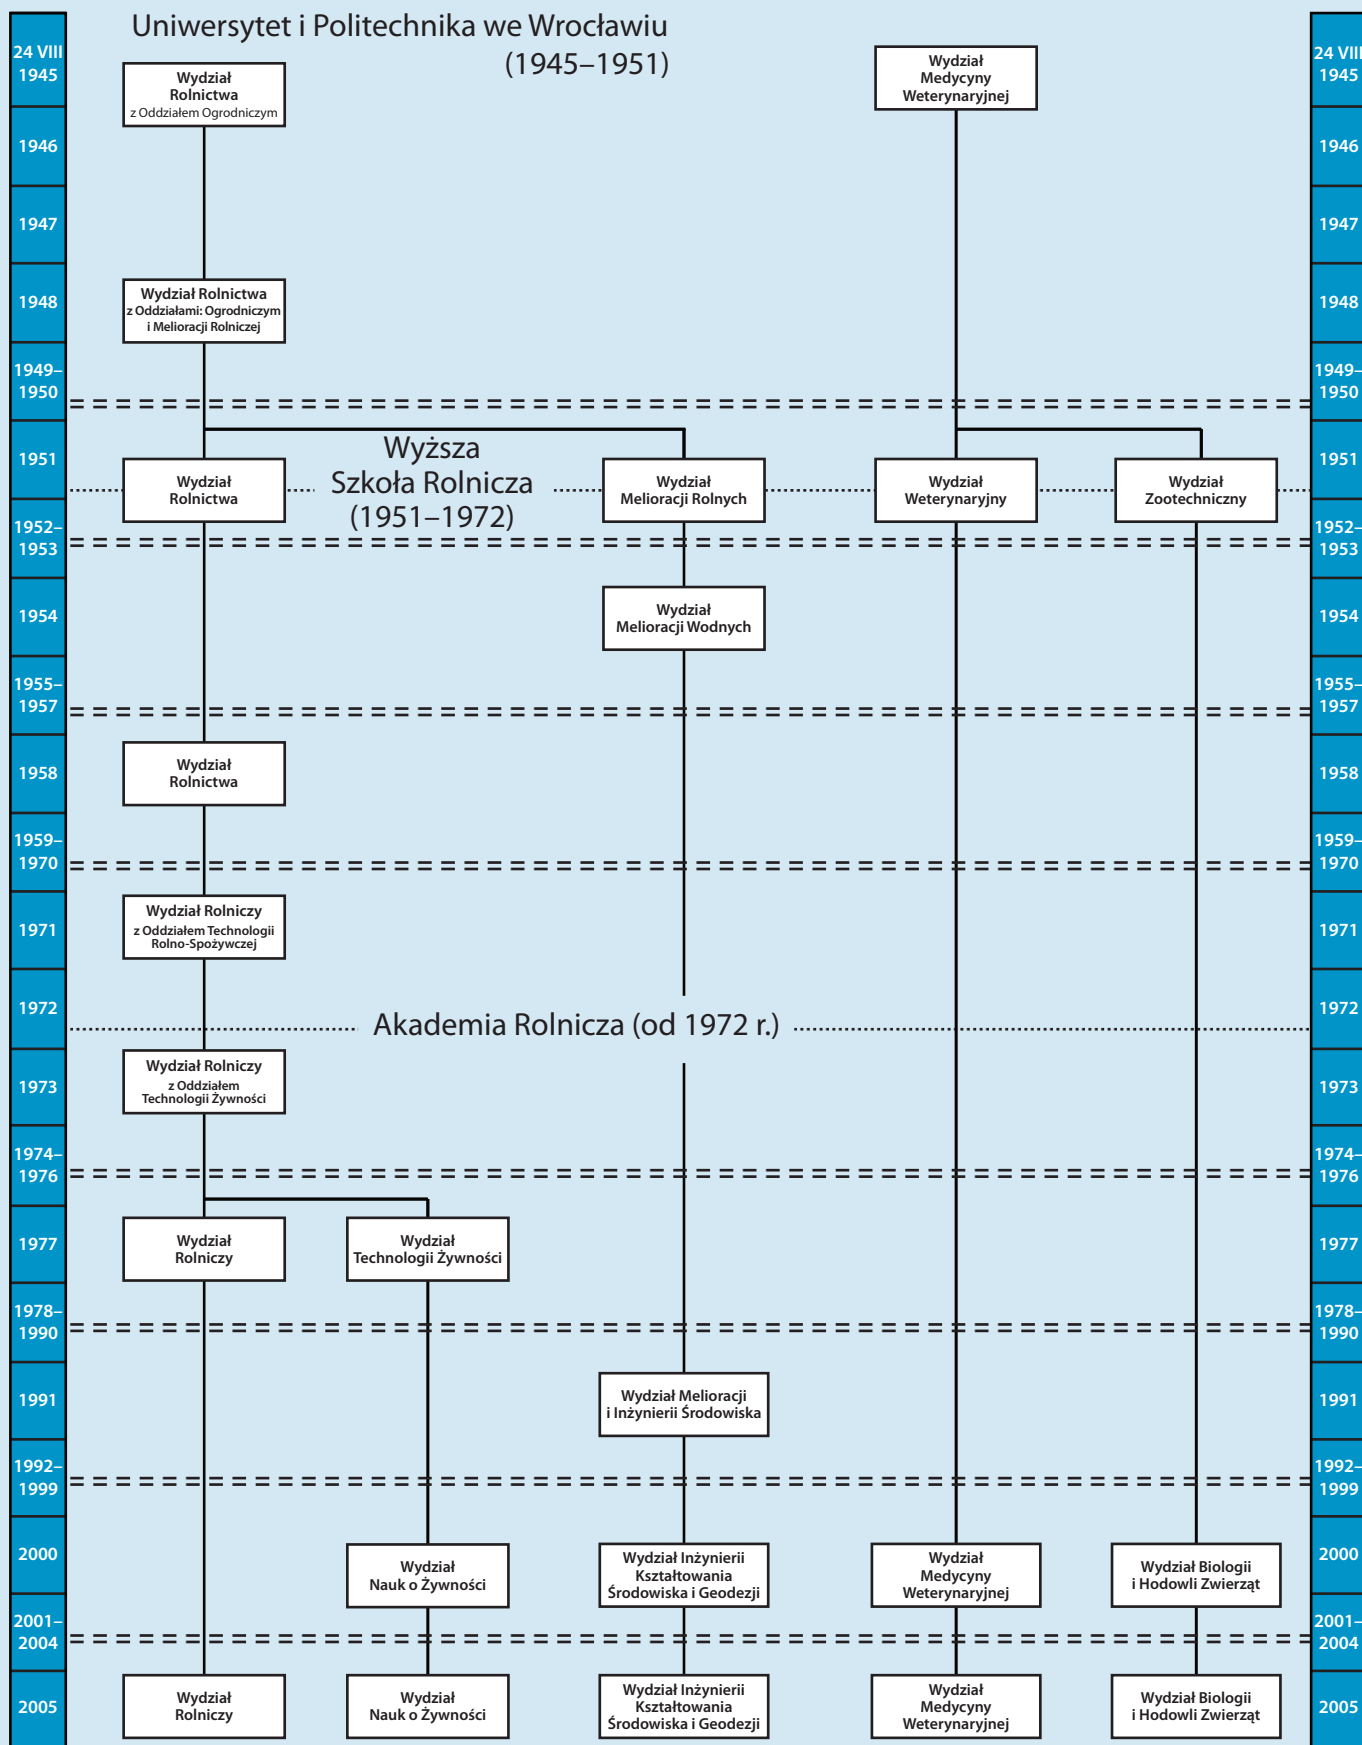 Uniwersytet i Politechnika we Wrocławiu
(1945–1951)
24 VIII
1945
Wydział
Rolnictwa
z Oddziałem Ogrodniczym
Wydział
Medycyny
Weterynaryjnej
24 VIII
1945
1946
1946
1947
1947
1948
Wydział Rolnictwa
z Oddziałami: Ogrodniczym
i Melioracji Rolniczej
1948
1949–
1950
1949–
1950
1951
Wydział
Rolnictwa
Wyższa
Szkoła Rolnicza
(1951–1972)
Wydział
Melioracji Rolnych
Wydział
Weterynaryjny
Wydział
Zootechniczny
1951
1952–
1953
1952–
1953
1954
Wydział
Melioracji Wodnych
1954
1955–
1957
1955–
1957
1958
Wydział
Rolnictwa
1958
1959–
1970
1959–
1970
1971
Wydział Rolniczy
z Oddziałem Technologii
Rolno-Spożywczej
1971
1972
Akademia Rolnicza (od 1972 r.)
1972
1973
Wydział Rolniczy
z Oddziałem
Technologii Żywności
1973
1974–
1976
1974–
1976
1977
Wydział
Rolniczy
Wydział
Technologii Żywności
1977
1978–
1990
1978–
1990
1991
Wydział Melioracji
i Inżynierii Środowiska
1991
1992–
1999
1992–
1999
2000
Wydział
Nauk o Żywności
Wydział Inżynierii
Kształtowania
Środowiska i Geodezji
Wydział
Medycyny
Weterynaryjnej
Wydział Biologii
i Hodowli Zwierząt
2000
2001–
2004
2001–
2004
2005
Wydział
Rolniczy
Wydział
Nauk o Żywności
Wydział Inżynierii
Kształtowania
Środowiska i Geodezji
Wydział
Medycyny
Weterynaryjnej
Wydział Biologii
i Hodowli Zwierząt
2005